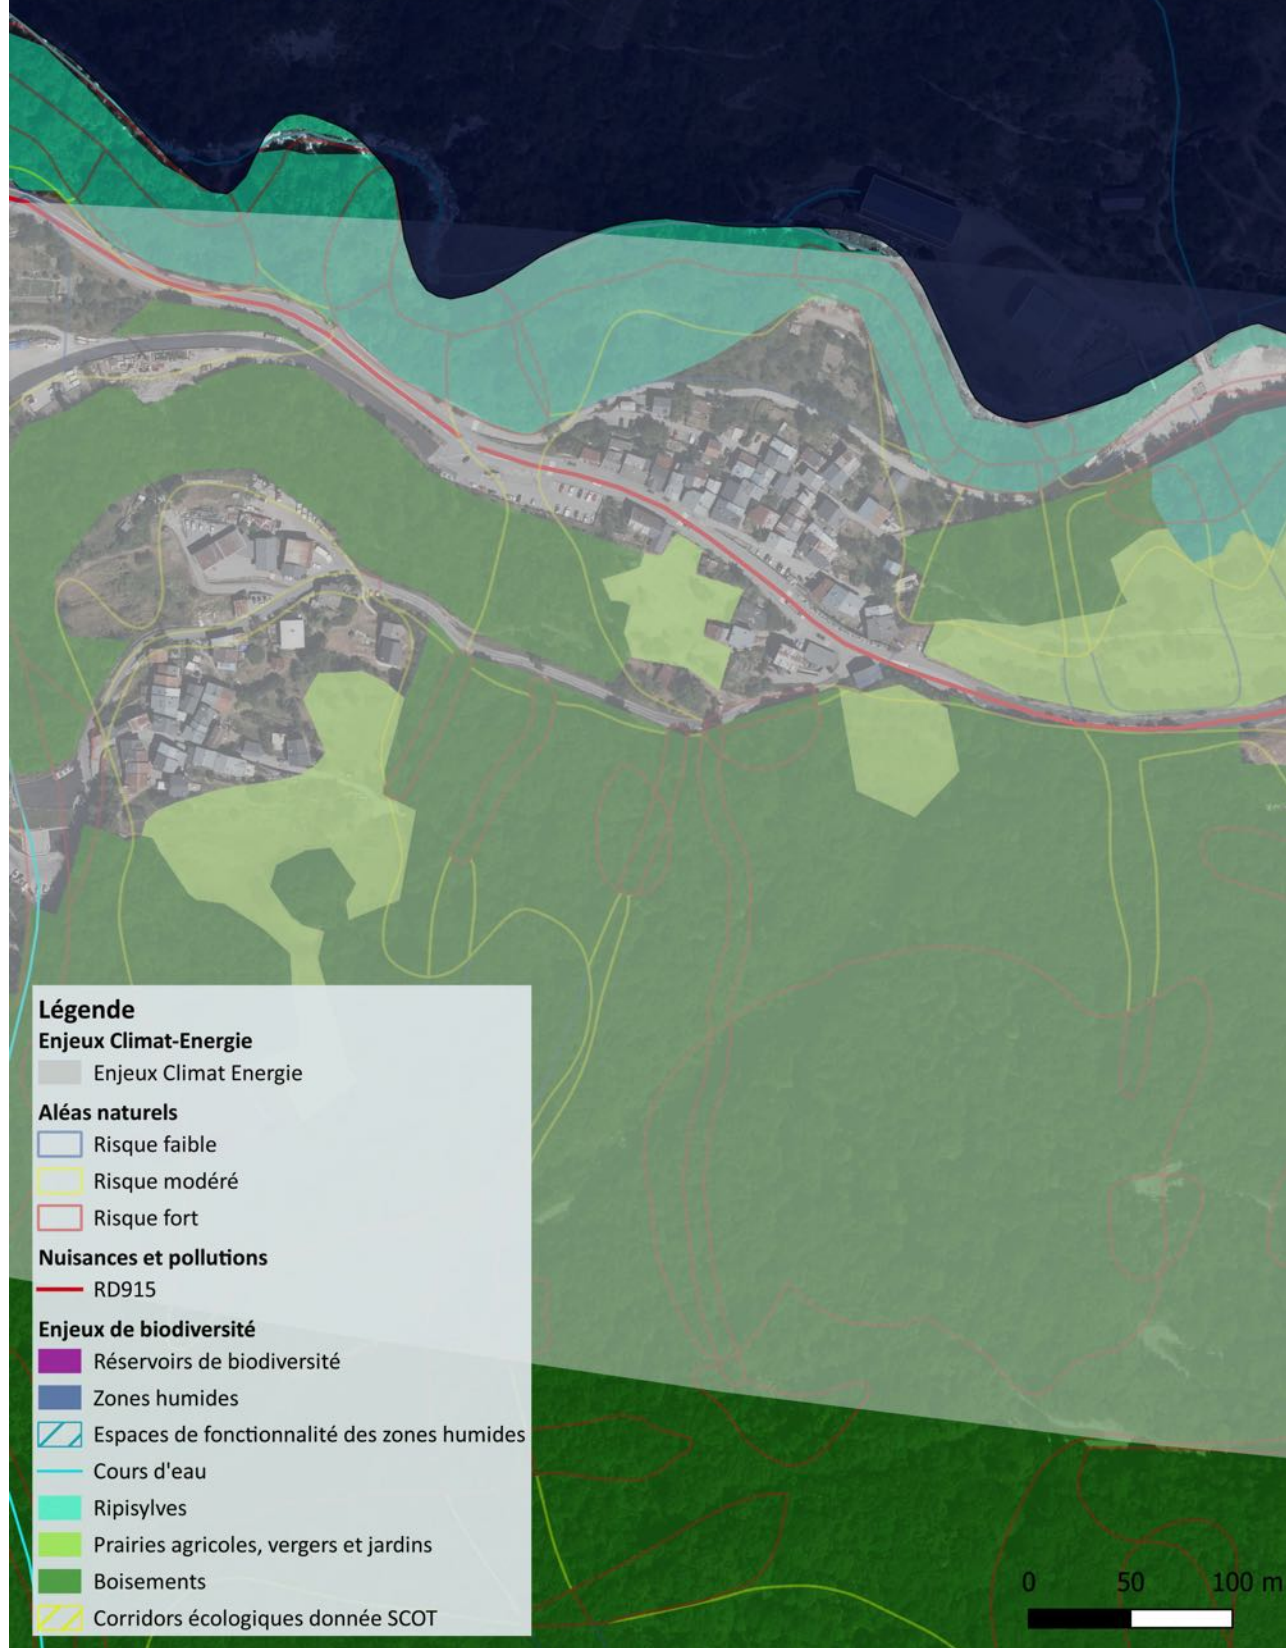 Légende
Enjeux Climat-Energie
Enjeux Climat Energie
Aléas naturels
Risque faible
Risque modéré
Risque fort
Nuisances et pollutions
RD915
Enjeux de biodiversité
Réservoirs de biodiversité
Zones humides
Espaces de fonctionnalité des zones humides
Cours d'eau
Ripisylves
Prairies agricoles, vergers et jardins
Boisements
Corridors écologiques donnée SCOT
0 50 100 m